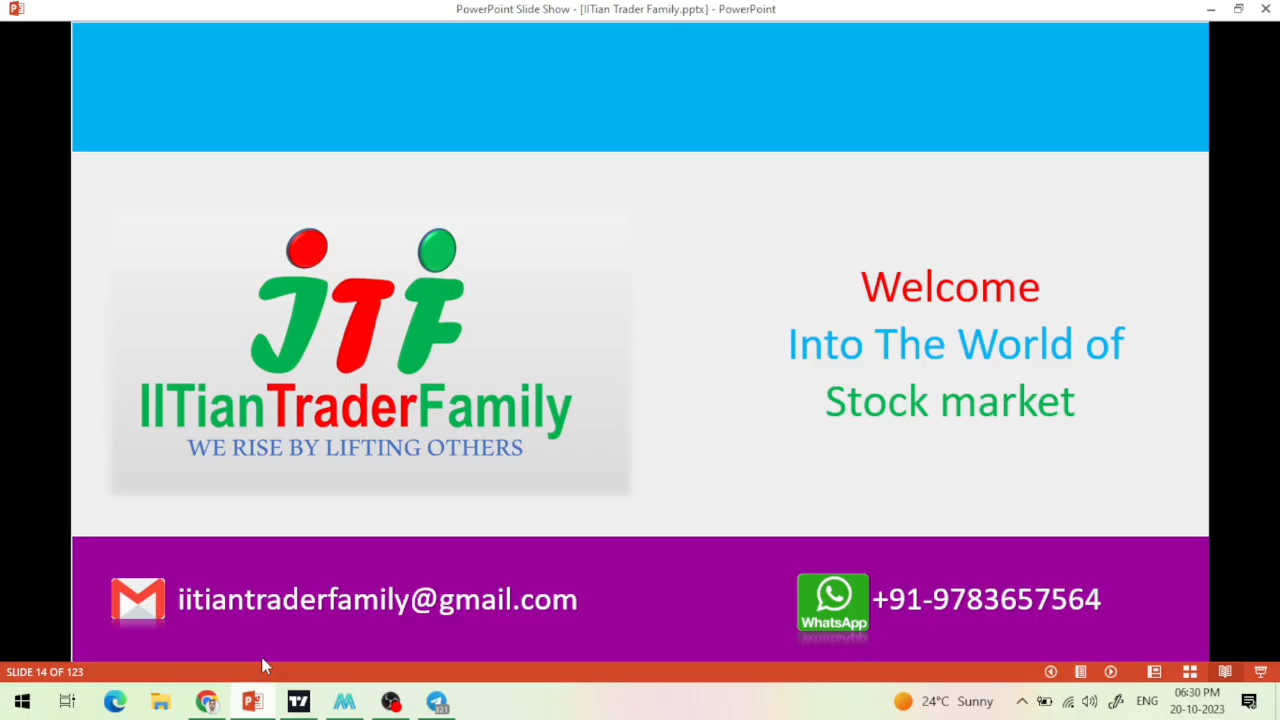 PowerPoint Slide Show - [IITian Trader Family.pptx] - PowerPoint
JTF
IITianTraderFamily
WE RISE BY LIFTING OTHERS
Welcome
Into The World of
Stock market
iitiantraderfamily@gmail.com
WhatsApp
+91-9783657564
SLIDE 14 OF 123
123
24°C Sunny
ENG
06:30 PM
20-10-2023